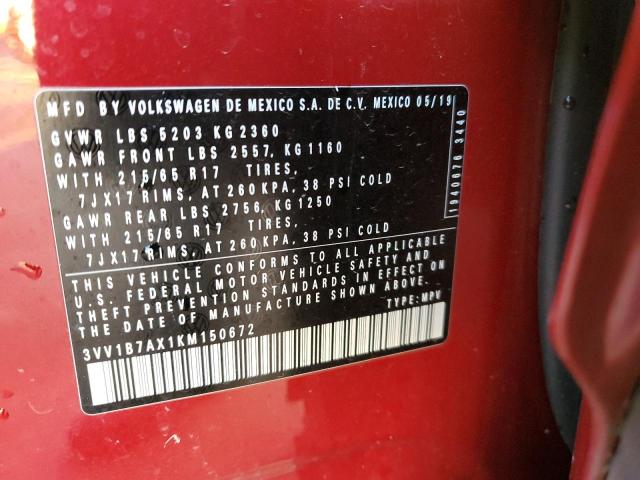 MFD BY VOLKSWAGEN DE MEXICO S.A. DE C.V. MEXICO 05/19
GVWR LBS 5203 KG 2360
GAWR FRONT LBS 2557, KG 1160
WITH 215/65 R17 TIRES,
7JX17 RIMS, AT 260 KPA, 38 PSI COLD
GAWR REAR LBS 2756, KG 1250
WITH 215/65 R17 TIRES,
7JX17 RIMS, AT 260 KPA, 38 PSI COLD
1940676 3440
THIS VEHICLE CONFORMS TO ALL APPLICABLE
U.S. FEDERAL MOTOR VEHICLE SAFETY AND
THEFT PREVENTION STANDARDS IN EFFECT ON
THE DATE OF MANUFACTURE SHOWN ABOVE.
3VV1B7AX1KM150672 TYPE: MPV